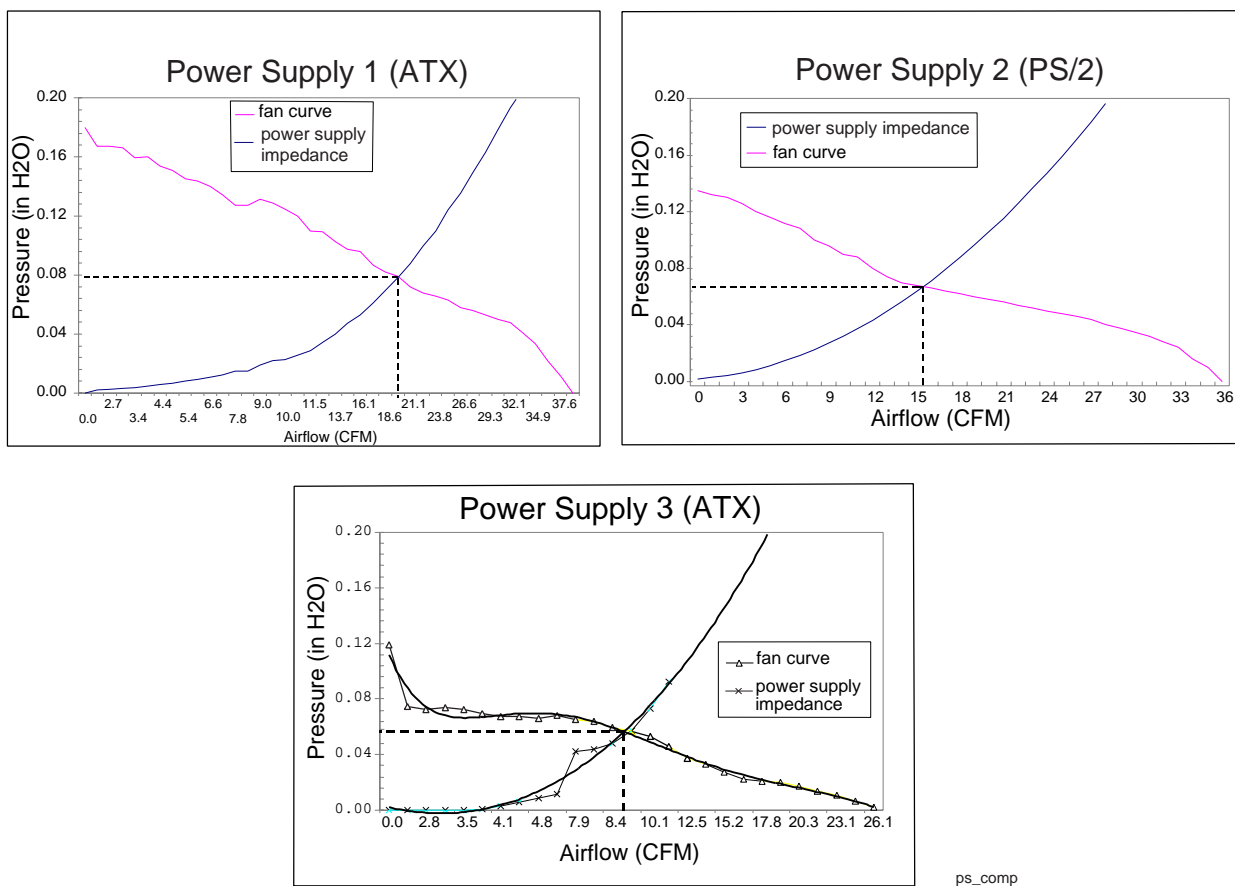 Power Supply 1 (ATX)
Pressure (in H2O)
0.20
0.16
0.12
0.08
0.04
0.00
fan curve
power supply
impedance
2.7 4.4 6.6 9.0 11.5 16.1 21.1 26.6 32.1 37.6
0.0 3.4 5.4 7.8 10.0 13.7 18.6 23.8 29.3 34.9
Airflow (CFM)
Power Supply 2 (PS/2)
Pressure (in H2O)
0.20
0.16
0.12
0.08
0.04
0.00
power supply impedance
fan curve
0 3 6 9 12 15 18 21 24 27 30 33 36
Airflow (CFM)
Power Supply 3 (ATX)
Pressure (in H2O)
0.20
0.16
0.12
0.08
0.04
0.00
fan curve
power supply
impedance
0.0 2.8 3.5 4.1 4.8 7.9 8.4 10.1 12.5 15.2 17.8 20.3 23.1 26.1
Airflow (CFM)
ps_comp